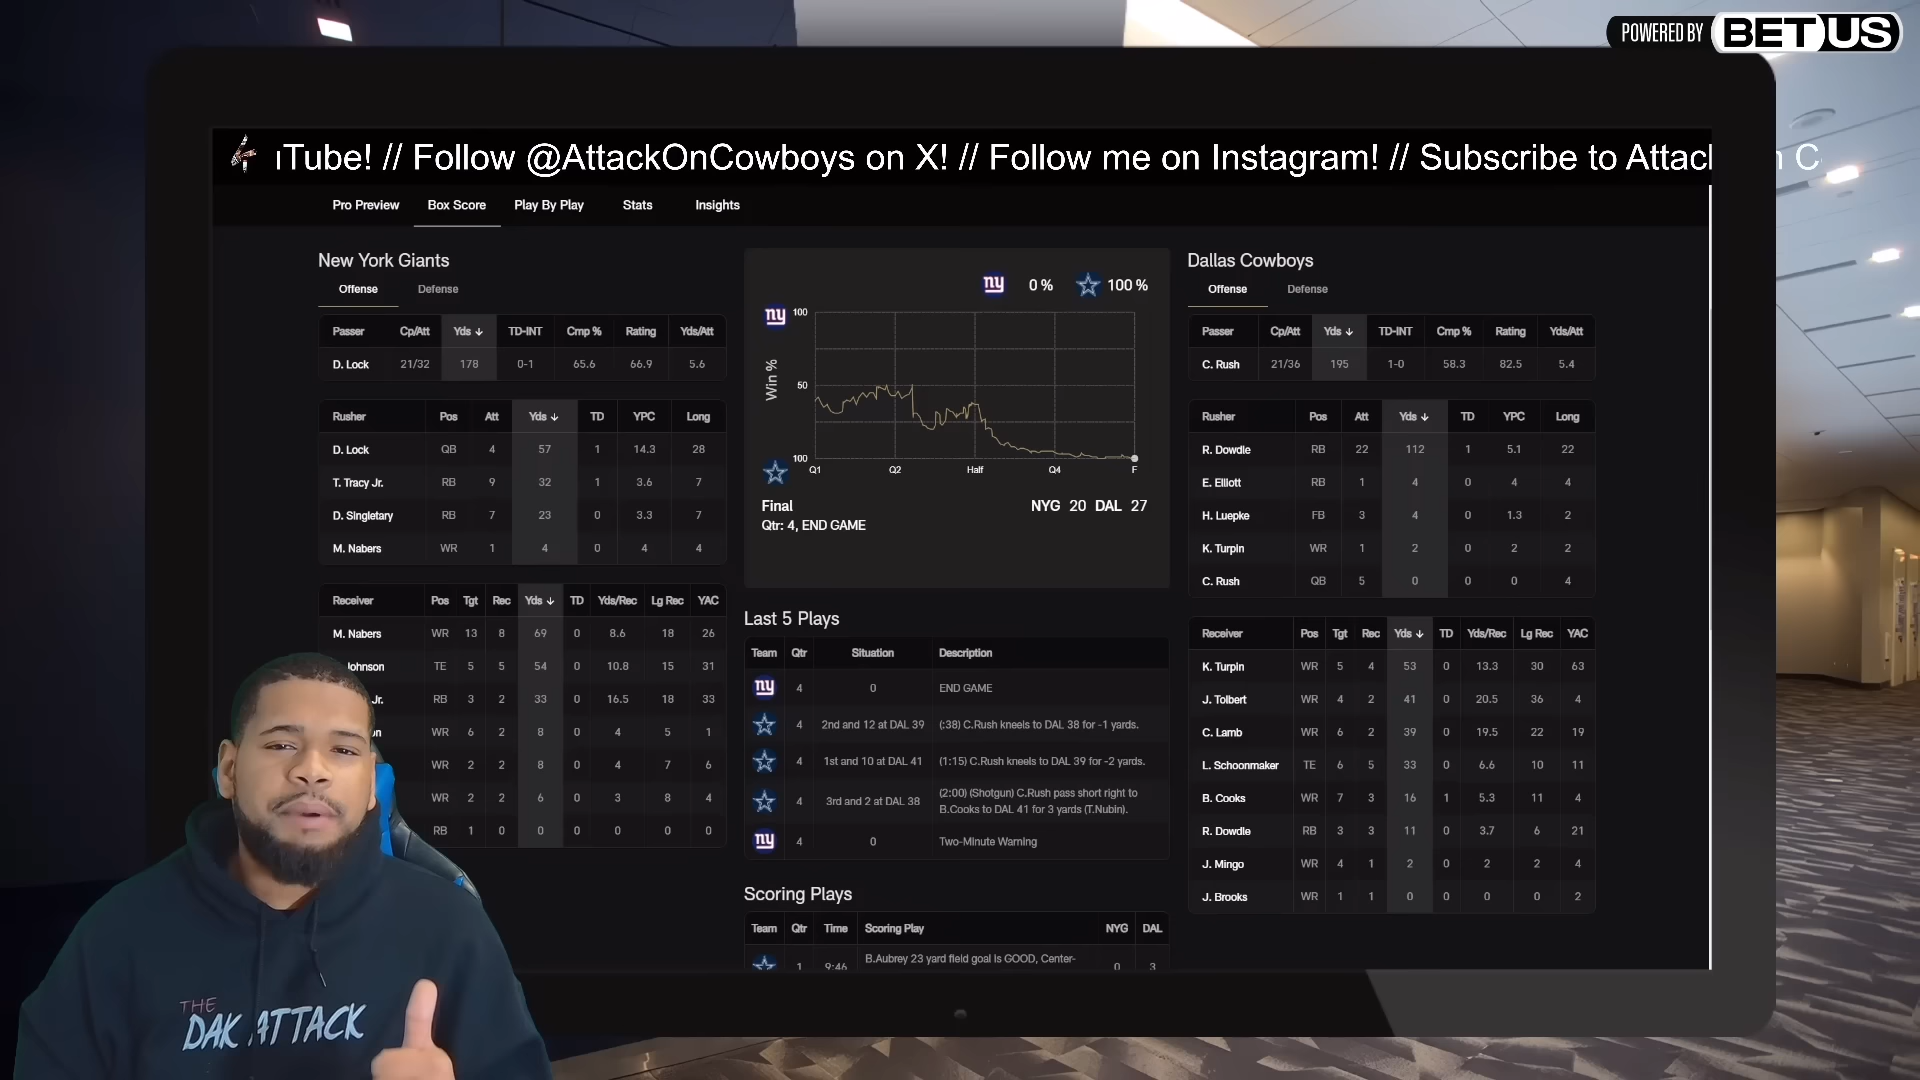 POWERED BY BETUS
ıTube! // Follow @AttackOnCowboys on X! // Follow me on Instagram! // Subscribe to Attac
Pro Preview Box Score Play By Play Stats Insights
New York Giants
Offense Defense
Passer Cp/Att Yds ↓ TD-INT Cmp % Rating Yds/Att
D. Lock 21/32 178 0-1 65.6 66.9 5.6
Rusher Pos Att Yds ↓ TD YPC Long
D. Lock QB 4 57 1 14.3 28
T. Tracy Jr. RB 9 32 1 3.6 7
D. Singletary RB 7 23 0 3.3 7
M. Nabers WR 1 4 0 4 4
Receiver Pos Tgt Rec Yds ↓ TD Yds/Rec Lg Rec YAC
M. Nabers WR 13 8 69 0 8.6 18 26
Johnson TE 5 5 54 0 10.8 15 31
Jr. RB 3 2 33 0 16.5 18 33
on WR 6 2 8 0 4 5 1
WR 2 2 8 0 4 7 6
WR 2 2 6 0 3 8 4
RB 1 0 0 0 0 0 0
ny 0 % 100 %
ny 100
Win %
50
100
Q1 Q2 Half Q4 F
Final NYG 20 DAL 27
Qtr: 4, END GAME
Last 5 Plays
Team Qtr Situation Description
ny 4 0 END GAME
4 2nd and 12 at DAL 39 (:38) C.Rush kneels to DAL 38 for -1 yards.
4 1st and 10 at DAL 41 (1:15) C.Rush kneels to DAL 39 for -2 yards.
4 3rd and 2 at DAL 38 (2:00) (Shotgun) C.Rush pass short right to
B.Cooks to DAL 41 for 3 yards (T.Nubin).
ny 4 0 Two-Minute Warning
Scoring Plays
Team Qtr Time Scoring Play NYG DAL
1 9:46 B.Aubrey 23 yard field goal is GOOD, Center- 0 3
Dallas Cowboys
Offense Defense
Passer Cp/Att Yds ↓ TD-INT Cmp % Rating Yds/Att
C. Rush 21/36 195 1-0 58.3 82.5 5.4
Rusher Pos Att Yds ↓ TD YPC Long
R. Dowdle RB 22 112 1 5.1 22
E. Elliott RB 1 4 0 4 4
H. Luepke FB 3 4 0 1.3 2
K. Turpin WR 1 2 0 2 2
C. Rush QB 5 0 0 0 4
Receiver Pos Tgt Rec Yds ↓ TD Yds/Rec Lg Rec YAC
K. Turpin WR 5 4 53 0 13.3 30 63
J. Tolbert WR 4 2 41 0 20.5 36 4
C. Lamb WR 6 2 39 0 19.5 22 19
L. Schoonmaker TE 6 5 33 0 6.6 10 11
B. Cooks WR 7 3 16 1 5.3 11 4
R. Dowdle RB 3 3 11 0 3.7 6 21
J. Mingo WR 4 1 2 0 2 2 4
J. Brooks WR 1 1 0 0 0 0 2
THE
DAK ATTACK